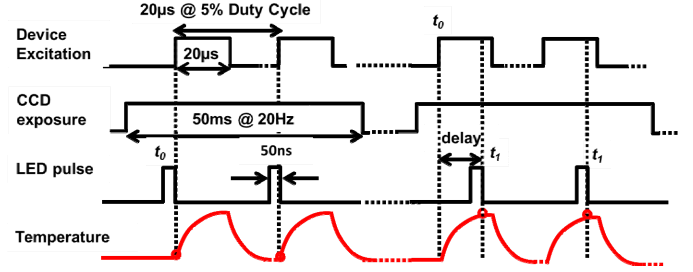 20µs @ 5% Duty Cycle
t₀
Device
Excitation
20µs
CCD
exposure
50ms @ 20Hz
delay
t₀
50ns
t₁
t₁
LED pulse
Temperature